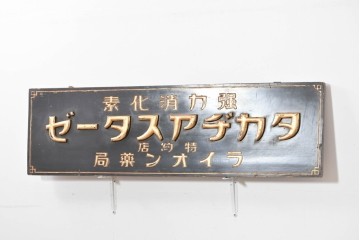 强力消化素
タカヂアスターゼ
特約店
ライオン薬局